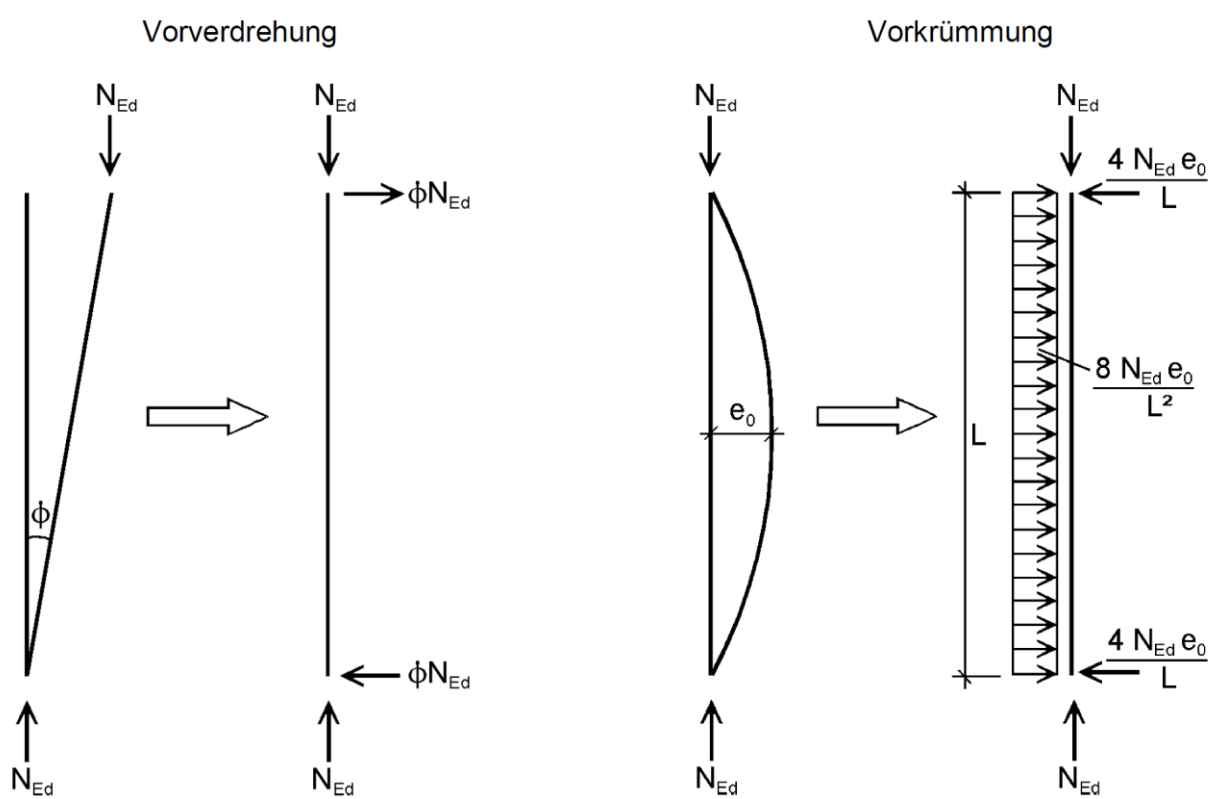 Vorverdrehung
Vorkrümmung
N_Ed
N_Ed
N_Ed
N_Ed
ϕN_Ed
4 N_Ed e_0
L
8 N_Ed e_0
L²
e_0
L
ϕ
ϕN_Ed
4 N_Ed e_0
L
N_Ed
N_Ed
N_Ed
N_Ed